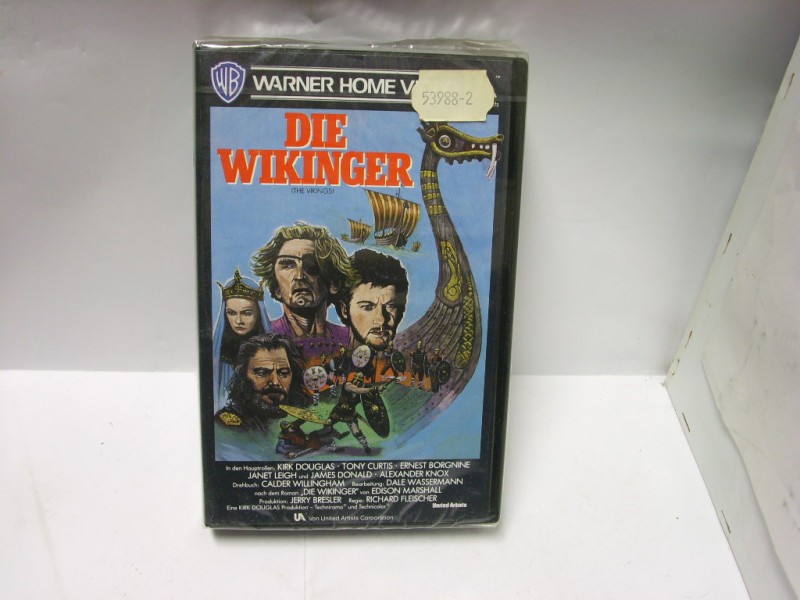 WB WARNER HOME V
53988-2
DIE
WIKINGER
(THE VIKINGS)
In den Hauptrollen: KIRK DOUGLAS · TONY CURTIS · ERNEST BORGNINE
JANET LEIGH und JAMES DONALD · ALEXANDER KNOX
Drehbuch: CALDER WILLINGHAM Bearbeitung: DALE WASSERMANN
nach dem Roman „DIE WIKINGER" von EDISON MARSHALL
Produktion: JERRY BRESLER Regie: RICHARD FLEISCHER
Eine KIRK DOUGLAS Produktion – Technirama® und Technicolor®
United Artists
UA Von United Artists Corporation